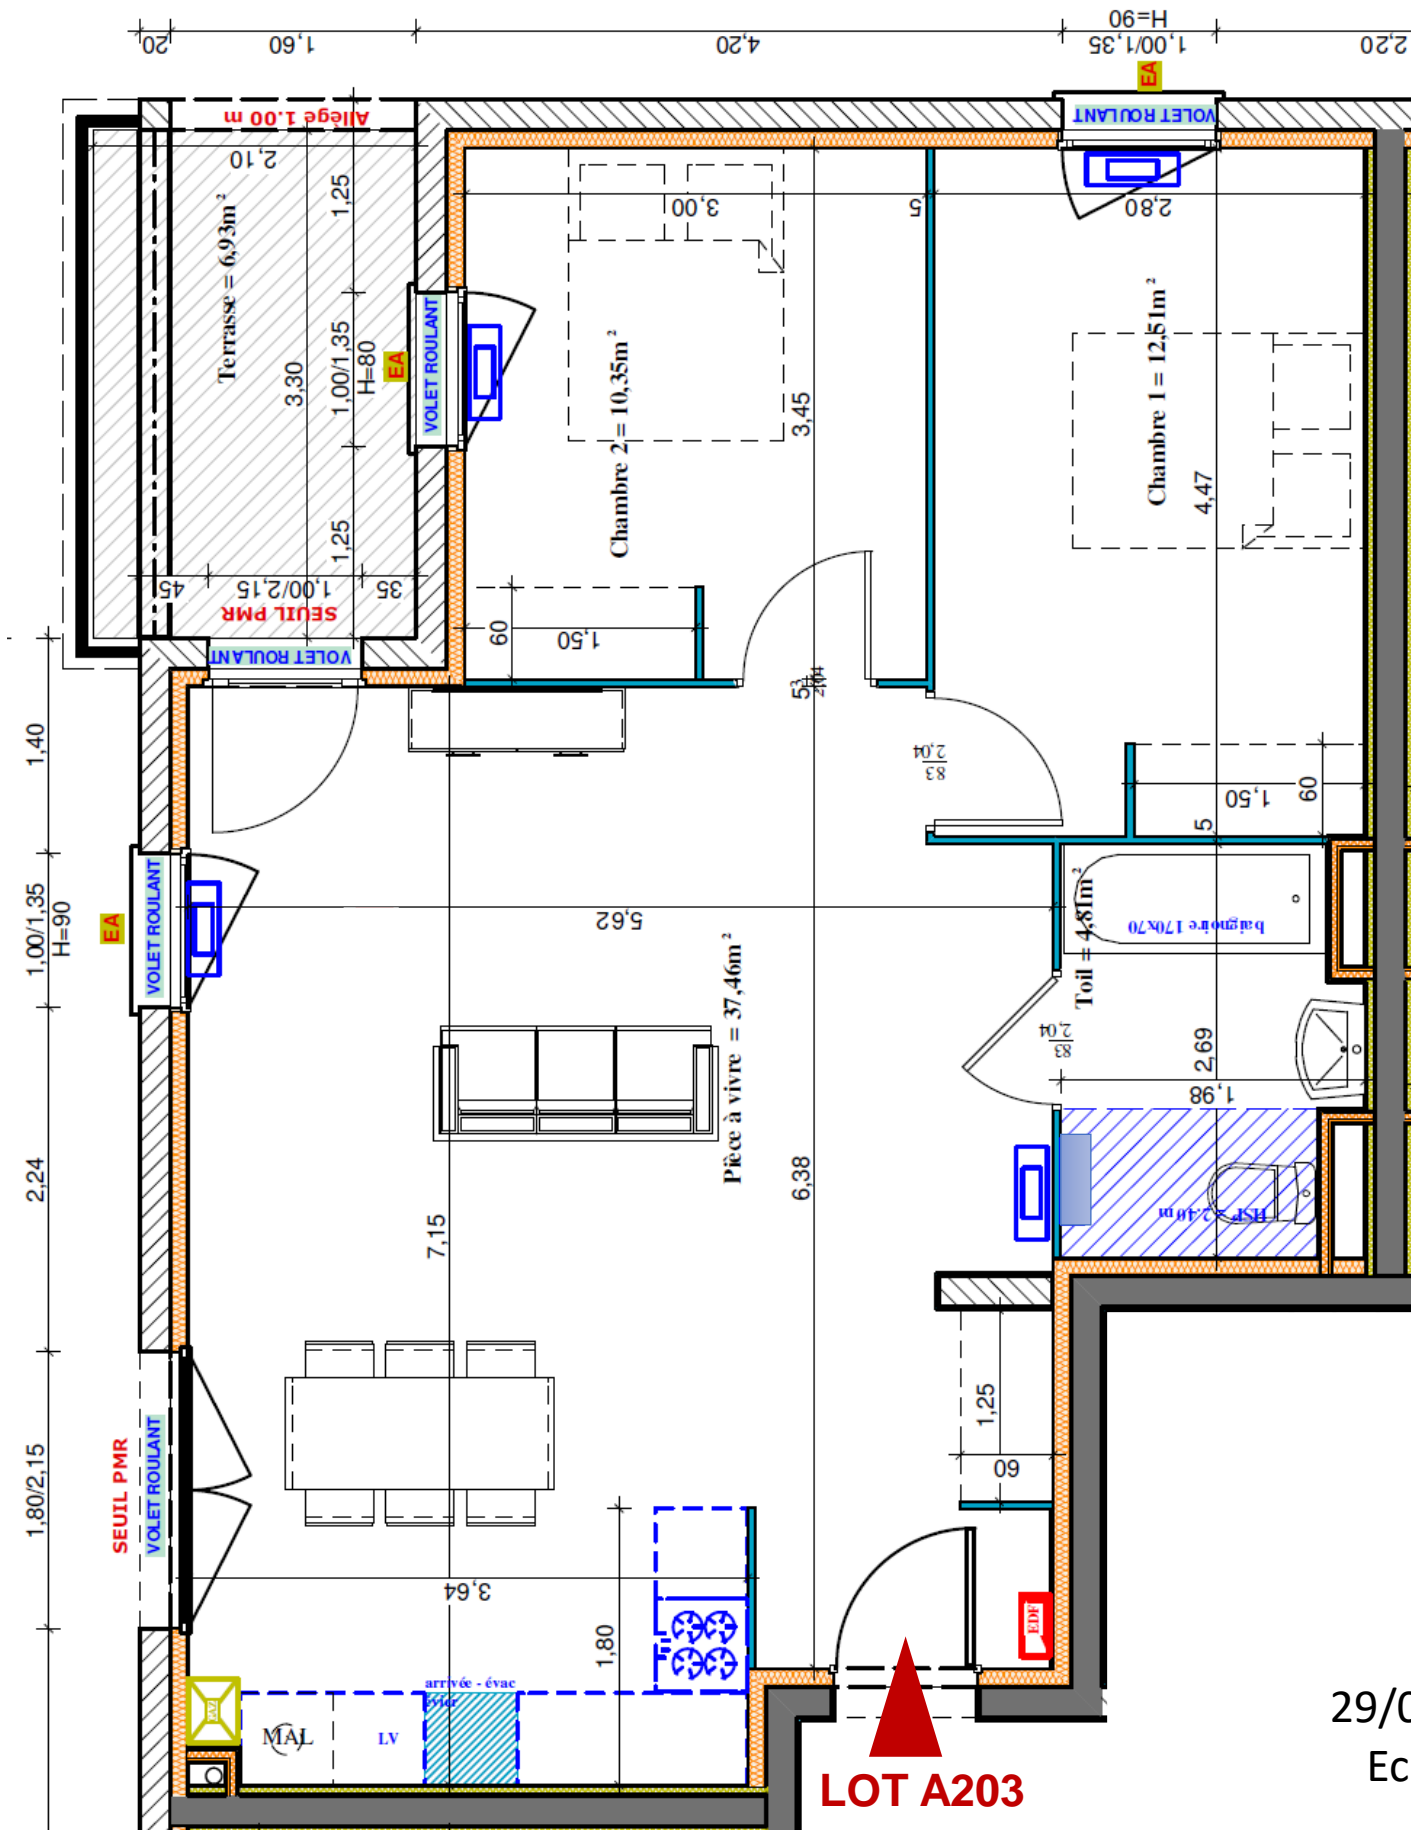 20
1,60
4,20
H=90
1,00/1,35
2,20
EA
Allège 1.00 m
VOLET ROULANT
2,10
1,25
Terrasse = 6,93m²
3,00
5
2,80
3,30
1,00/1,35
H=80
EA
VOLET ROULANT
Chambre 2 = 10,35m²
3,45
Chambre 1 = 12,51m²
4,47
1,25
45
1,00/2,15
35
SEUIL PMR
VOLET ROULANT
60
1,50
5
2,04
83
2,04
1,50
60
5
1,40
1,00/1,35
H=90
EA
VOLET ROULANT
5,62
baignoire 170x70
Toil = 4,81m²
Pièce à vivre = 37,46m²
83
2,04
2,69
1,98
2,24
7,15
6,38
HSP = 2.40 m
1,25
60
1,80/2,15
SEUIL PMR
VOLET ROULANT
3,64
1,80
EDF
arrivée - évac
évier
GAZ
MAL
LV
LOT A203
29/0
Ec